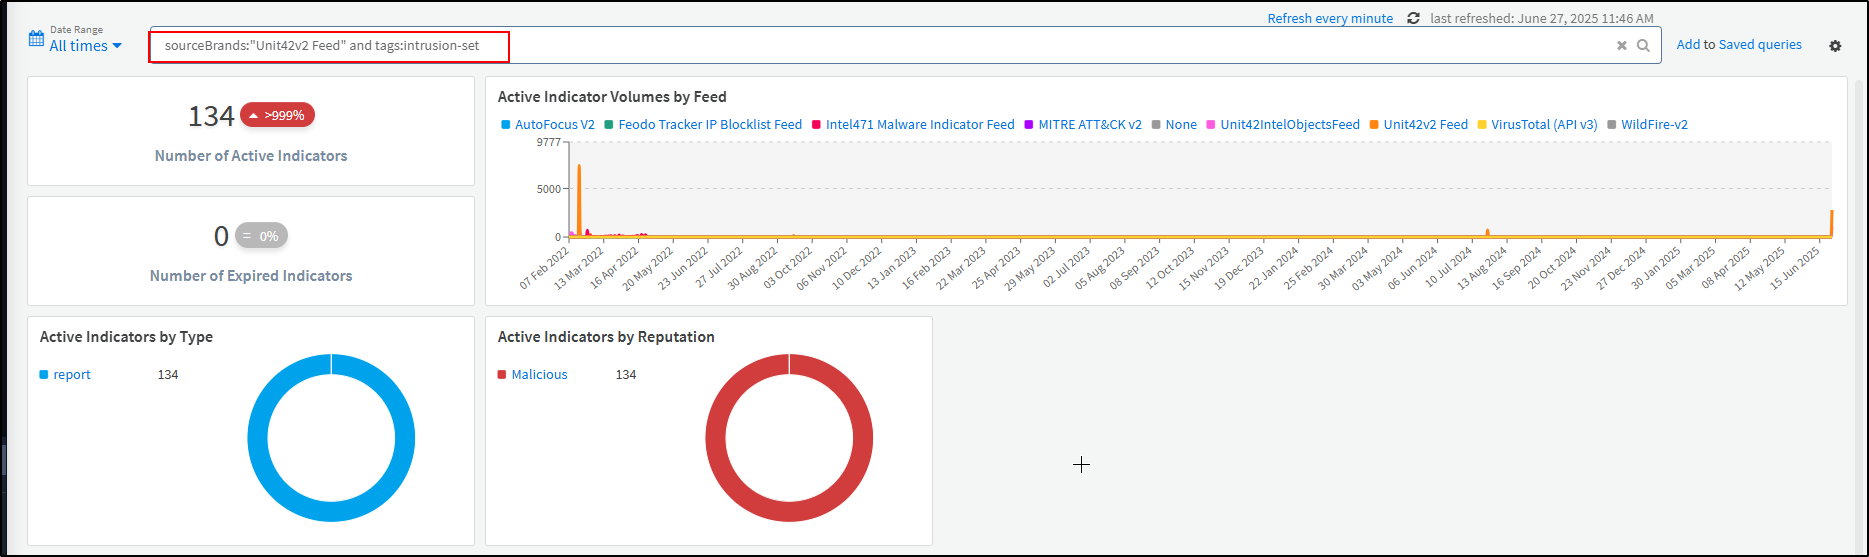 Date Range
All times
sourceBrands:"Unit42v2 Feed" and tags:intrusion-set
Refresh every minute last refreshed: June 27, 2025 11:46 AM
Add to Saved queries
134 >999%
Number of Active Indicators
0 = 0%
Number of Expired Indicators
Active Indicator Volumes by Feed
AutoFocus V2 Feodo Tracker IP Blocklist Feed Intel471 Malware Indicator Feed MITRE ATT&CK v2 None Unit42IntelObjectsFeed Unit42v2 Feed VirusTotal (API v3) WildFire-v2
9777
5000
0
07 Feb 2022 13 Mar 2022 16 Apr 2022 20 May 2022 23 Jun 2022 27 Jul 2022 30 Aug 2022 03 Oct 2022 06 Nov 2022 10 Dec 2022 13 Jan 2023 16 Feb 2023 22 Mar 2023 25 Apr 2023 29 May 2023 02 Jul 2023 05 Aug 2023 08 Sep 2023 12 Oct 2023 15 Nov 2023 19 Dec 2023 22 Jan 2024 25 Feb 2024 30 Mar 2024 03 May 2024 06 Jun 2024 10 Jul 2024 13 Aug 2024 16 Sep 2024 20 Oct 2024 23 Nov 2024 27 Dec 2024 30 Jan 2025 05 Mar 2025 08 Apr 2025 12 May 2025 15 Jun 2025
Active Indicators by Type
report 134
Active Indicators by Reputation
Malicious 134